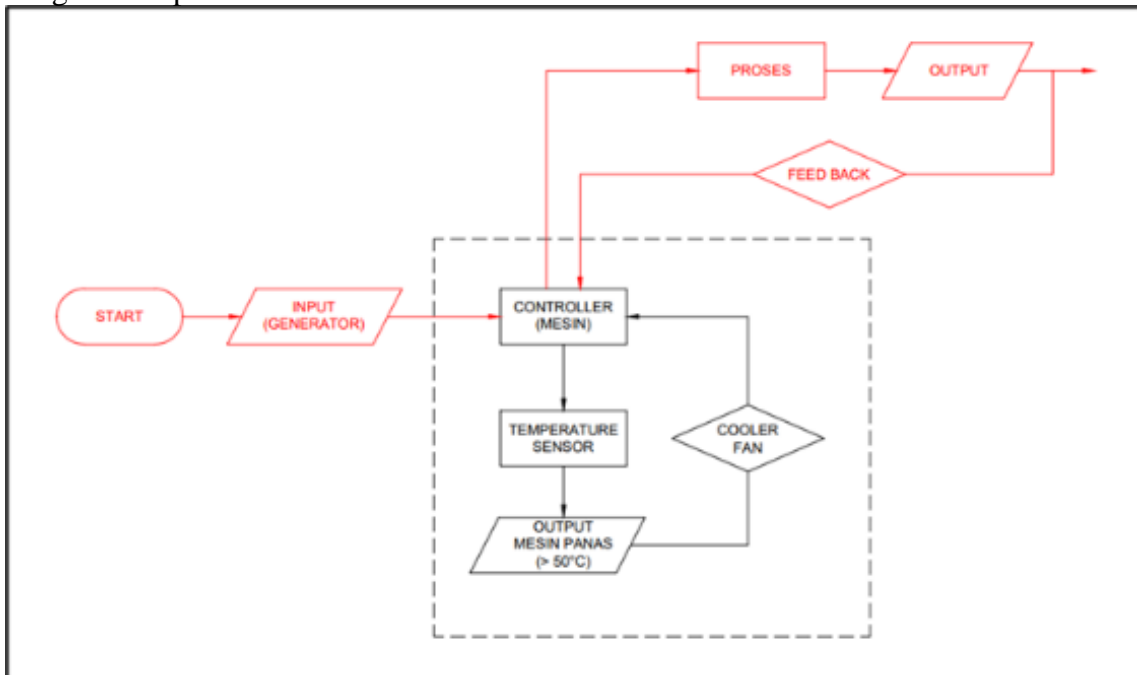 PROSES
OUTPUT
FEED BACK
START
INPUT
(GENERATOR)
CONTROLLER
(MESIN)
TEMPERATURE
SENSOR
COOLER
FAN
OUTPUT
MESIN PANAS
(> 50°C)